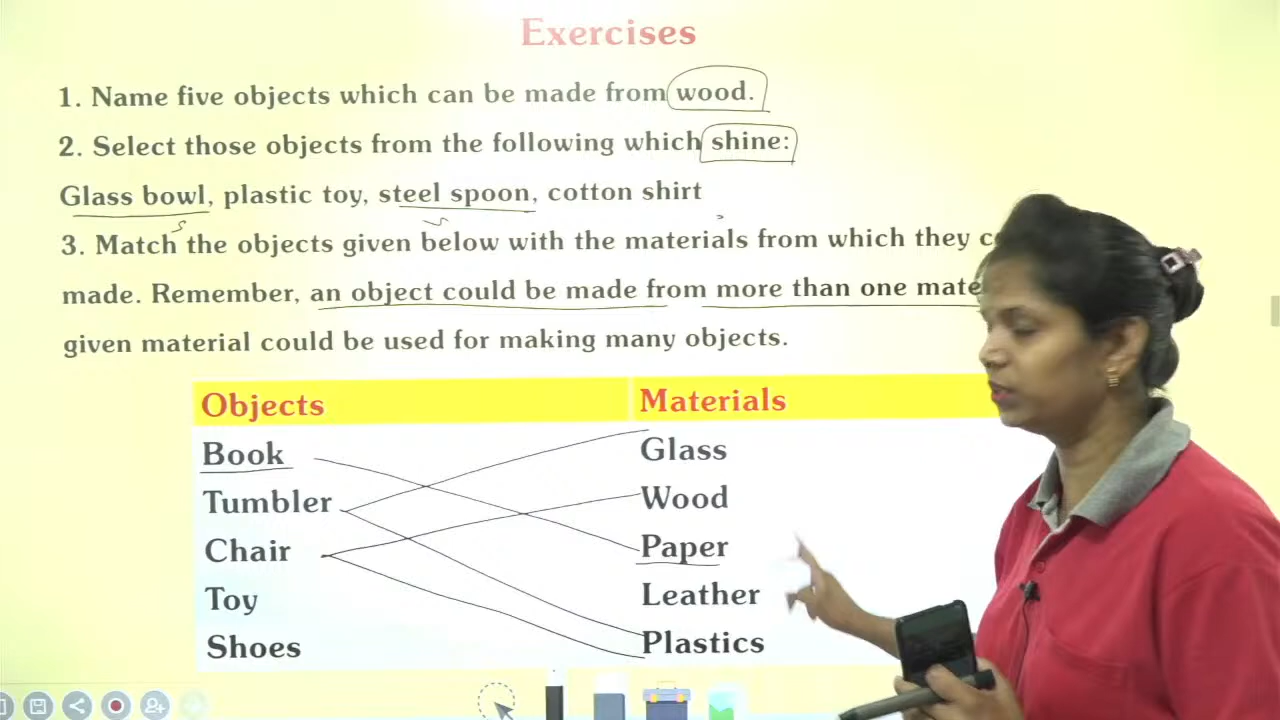 Exercises
1. Name five objects which can be made from wood.
2. Select those objects from the following which shine:
Glass bowl, plastic toy, steel spoon, cotton shirt
3. Match the objects given below with the materials from which they
made. Remember, an object could be made from more than one
given material could be used for making many objects.
Objects Materials
Book Glass
Tumbler Wood
Chair Paper
Toy Leather
Shoes Plastics